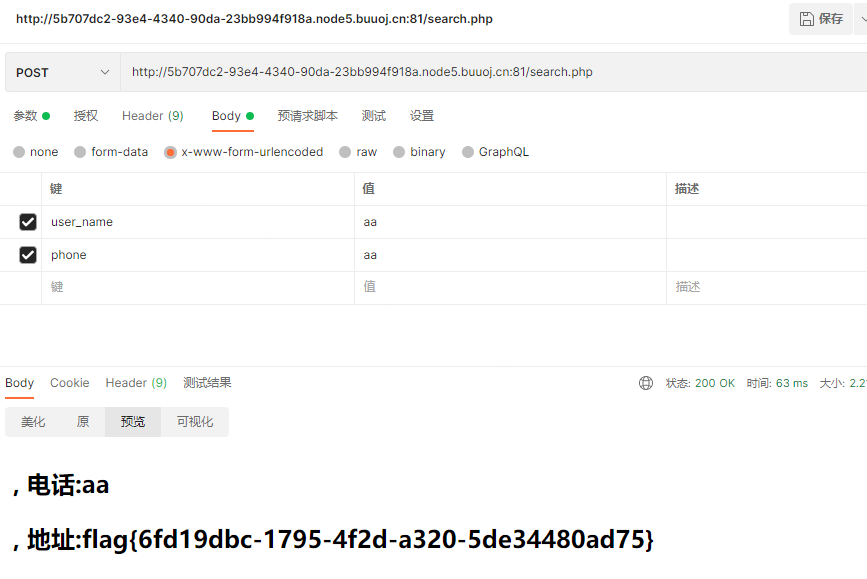 http://5b707dc2-93e4-4340-90da-23bb994f918a.node5.buuoj.cn:81/search.php 保存
POST http://5b707dc2-93e4-4340-90da-23bb994f918a.node5.buuoj.cn:81/search.php
参数 授权 Header (9) Body 预请求脚本 测试 设置
none form-data x-www-form-urlencoded raw binary GraphQL
键 值 描述
user_name aa
phone aa
键 值 描述
Body Cookie Header (9) 测试结果 状态: 200 OK 时间: 63 ms 大小: 2.2
美化 原 预览 可视化
, 电话:aa
, 地址:flag{6fd19dbc-1795-4f2d-a320-5de34480ad75}